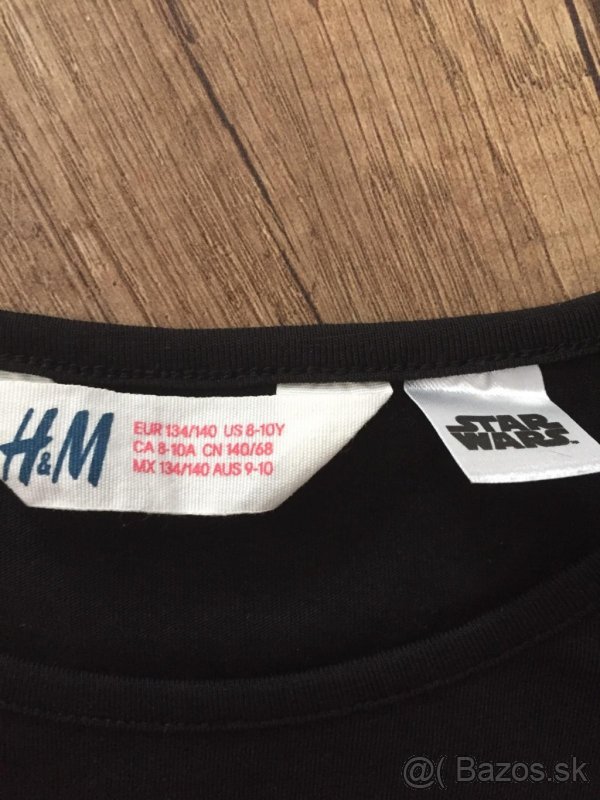 H&M
EUR 134/140 US 8-10Y
CA 8-10A CN 140/68
MX 134/140 AUS 9-10
STAR
WARS™
@( Bazos.sk